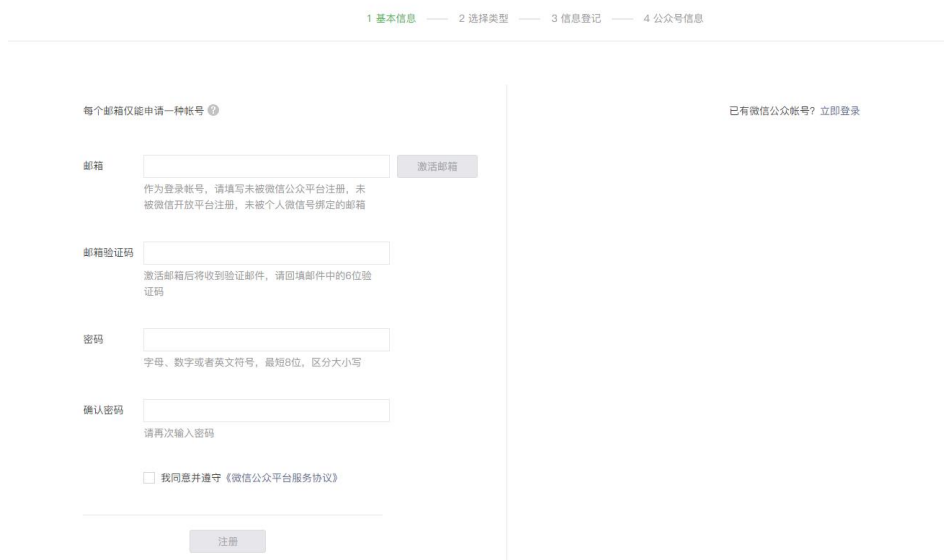 1 基本信息 —— 2 选择类型 —— 3 信息登记 —— 4 公众号信息
每个邮箱仅能申请一种帐号 ?
已有微信公众帐号？立即登录
邮箱
激活邮箱
作为登录帐号，请填写未被微信公众平台注册，未
被微信开放平台注册，未被个人微信号绑定的邮箱
邮箱验证码
激活邮箱后将收到验证邮件，请回填邮件中的6位验
证码
密码
字母、数字或者英文符号，最短8位，区分大小写
确认密码
请再次输入密码
我同意并遵守《微信公众平台服务协议》
注册